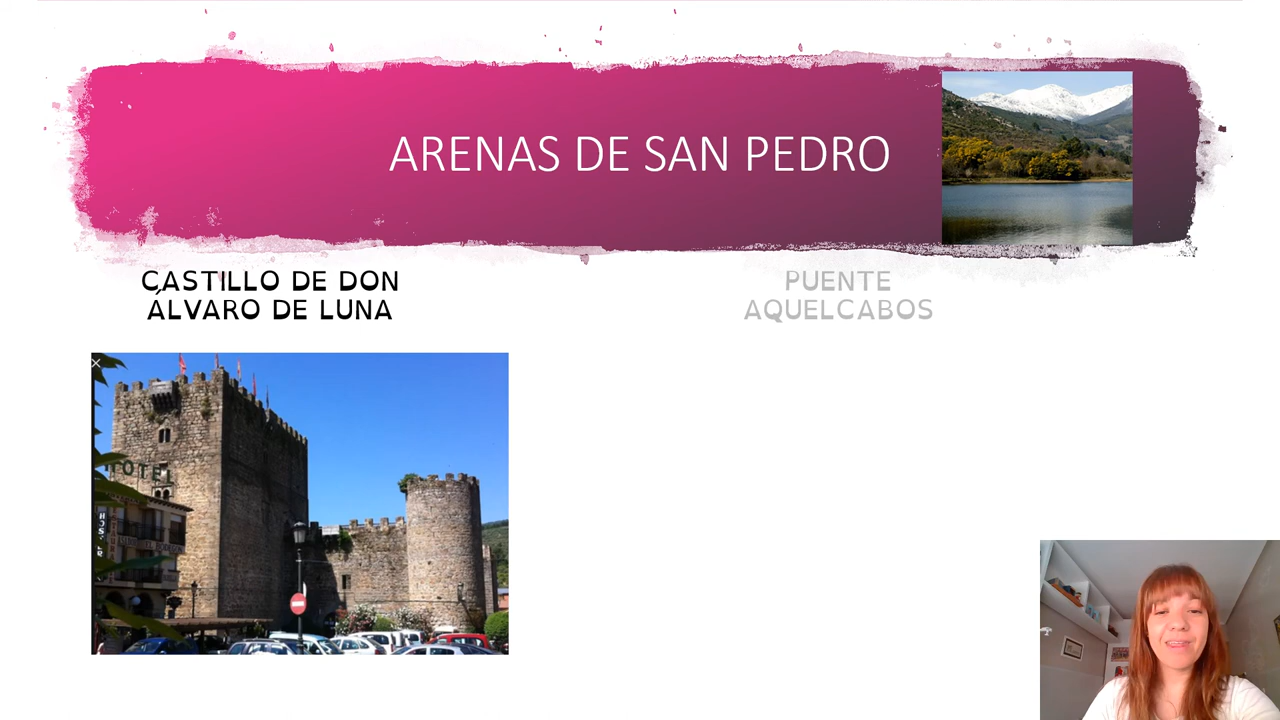 ARENAS DE SAN PEDRO
CASTILLO DE DON
ÁLVARO DE LUNA
PUENTE
AQUELCABOS
HOTEL